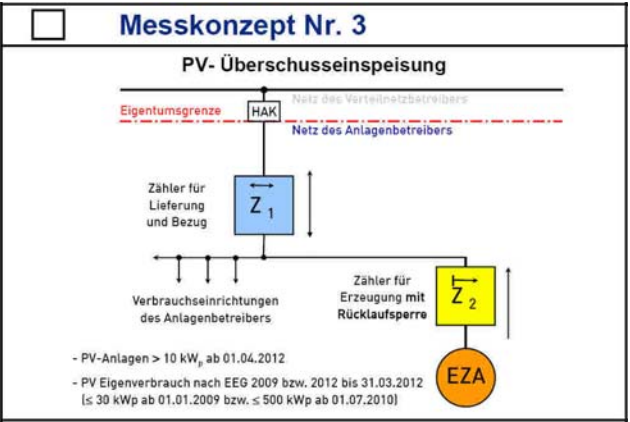 Messkonzept Nr. 3
PV- Überschusseinspeisung
Netz des Verteilnetzbetreibers
Eigentumsgrenze
HAK
Netz des Anlagenbetreibers
Zähler für
Lieferung
und Bezug
Z 1
Zähler für
Erzeugung mit
Rücklaufsperre
Z 2
Verbrauchseinrichtungen
des Anlagenbetreibers
EZA
- PV-Anlagen > 10 kWp ab 01.04.2012
- PV Eigenverbrauch nach EEG 2009 bzw. 2012 bis 31.03.2012
(≤ 30 kWp ab 01.01.2009 bzw. ≤ 500 kWp ab 01.07.2010)